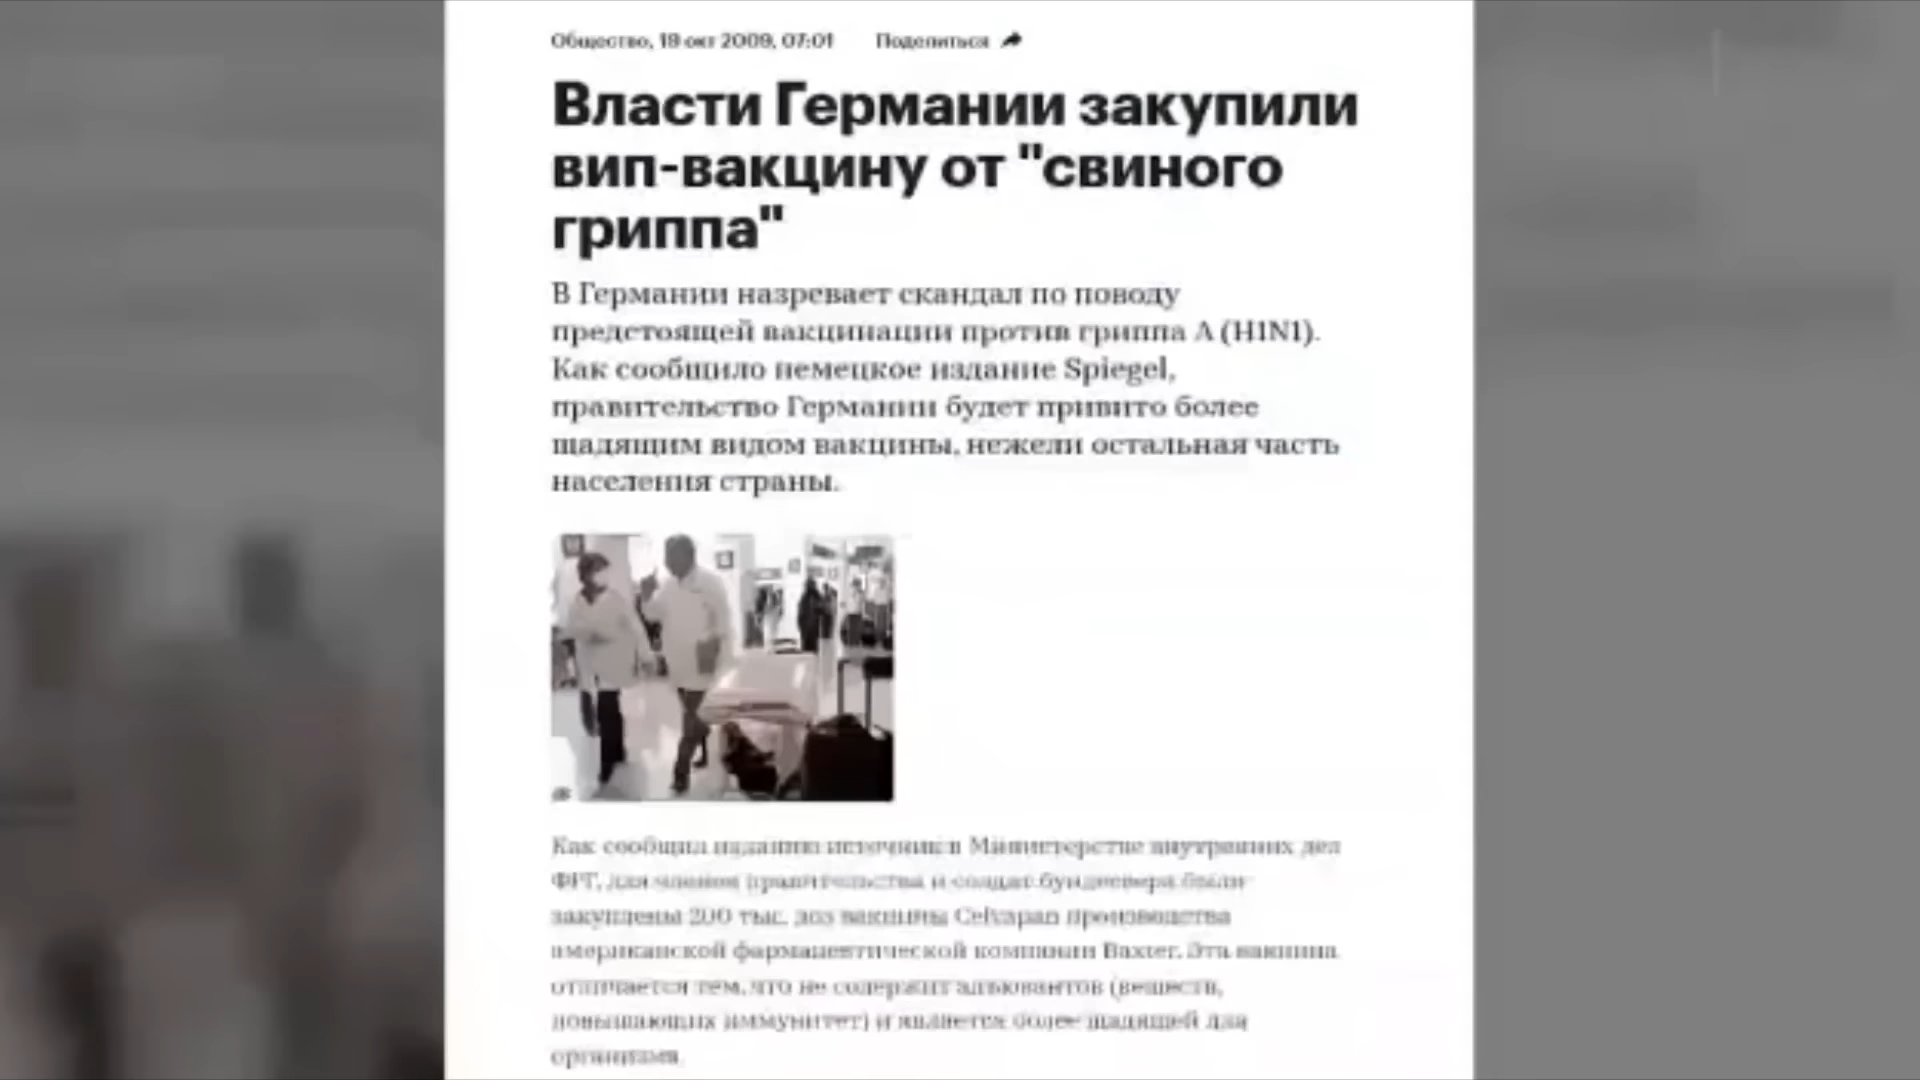 Общество, 19 окт 2009, 07:01 Поделиться
Власти Германии закупили
вип-вакцину от "свиного
гриппа"
В Германии назревает скандал по поводу
предстоящей вакцинации против гриппа А (H1N1).
Как сообщило немецкое издание Spiegel,
правительство Германии будет привито более
щадящим видом вакцины, нежели остальная часть
населения страны.
Как сообщил изданию источник в Министерстве внутренних дел
ФРГ, для членов правительства и солдат бундесвера были
закуплены 200 тыс. доз вакцины Celvapan производства
американской фармацевтической компании Baxter. Эта вакцина
отличается тем, что не содержит адъювантов (веществ,
повышающих иммунитет) и является более щадящей для
организма.